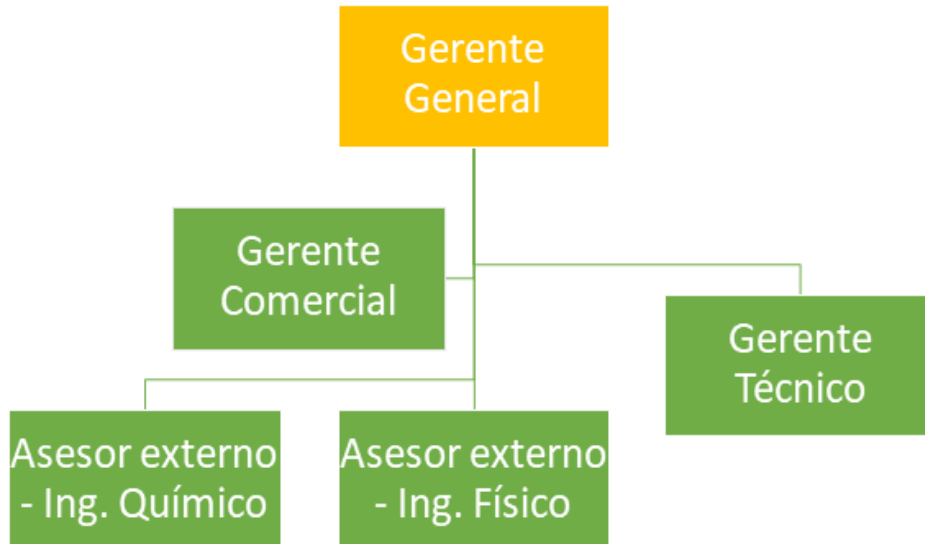 Gerente
General
Gerente
Comercial
Gerente
Técnico
Asesor externo
- Ing. Químico
Asesor externo
- Ing. Físico